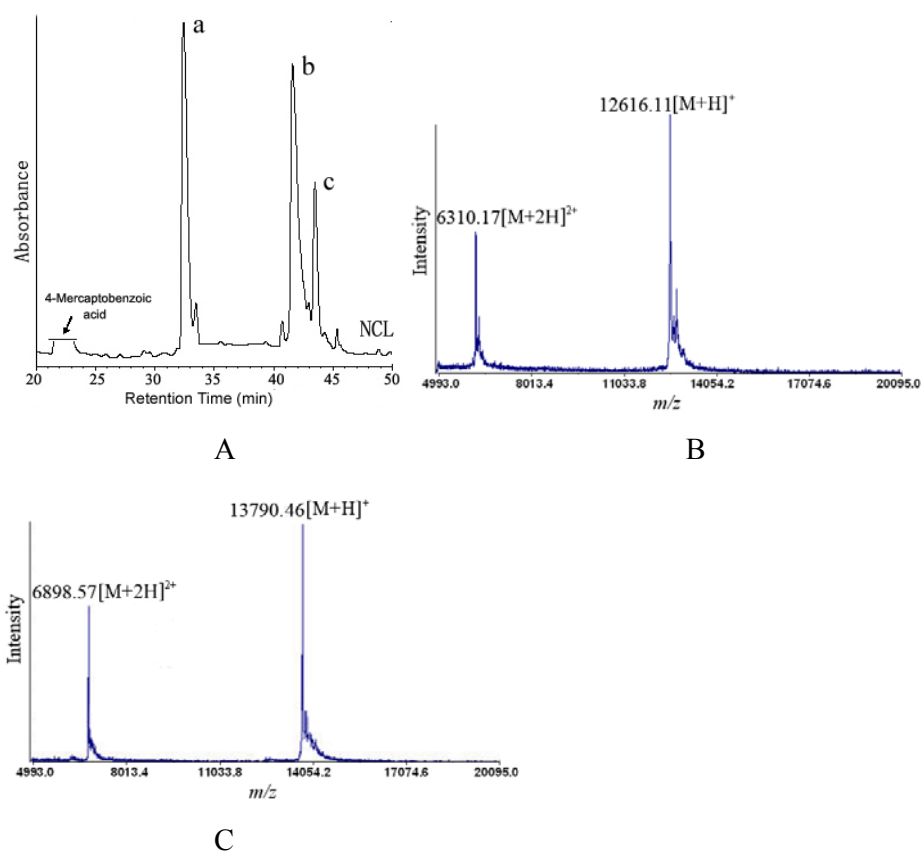 a
b
c
Absorbance
4-Mercaptobenzoic
acid
NCL
20 25 30 35 40 45 50
Retention Time (min)
A
12616.11[M+H]+
6310.17[M+2H]2+
Intensity
4993.0 8013.4 11033.8 14054.2 17074.6 20095.0
m/z
B
13790.46[M+H]+
6898.57[M+2H]2+
Intensity
4993.0 8013.4 11033.8 14054.2 17074.6 20095.0
m/z
C